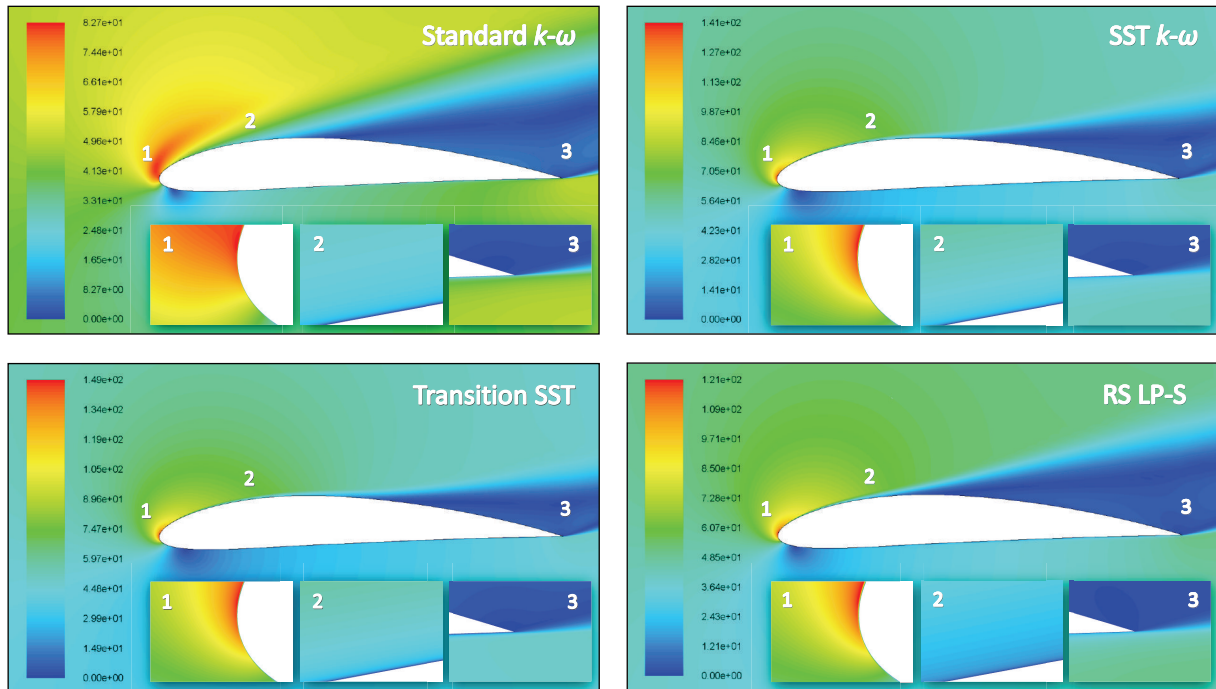 8.27e+01
7.44e+01
6.61e+01
5.79e+01
4.96e+01
4.13e+01
3.31e+01
2.48e+01
1.65e+01
8.27e+00
0.00e+00
Standard k-ω
1
2
3
1
2
3
1.41e+02
1.27e+02
1.13e+02
9.87e+01
8.46e+01
7.05e+01
5.64e+01
4.23e+01
2.82e+01
1.41e+01
0.00e+00
SST k-ω
1
2
3
1
2
3
1.49e+02
1.34e+02
1.19e+02
1.05e+02
8.96e+01
7.47e+01
5.97e+01
4.48e+01
2.99e+01
1.49e+01
0.00e+00
Transition SST
1
2
3
1
2
3
1.21e+02
1.09e+02
9.71e+01
8.50e+01
7.28e+01
6.07e+01
4.85e+01
3.64e+01
2.43e+01
1.21e+01
0.00e+00
RS LP-S
1
2
3
1
2
3